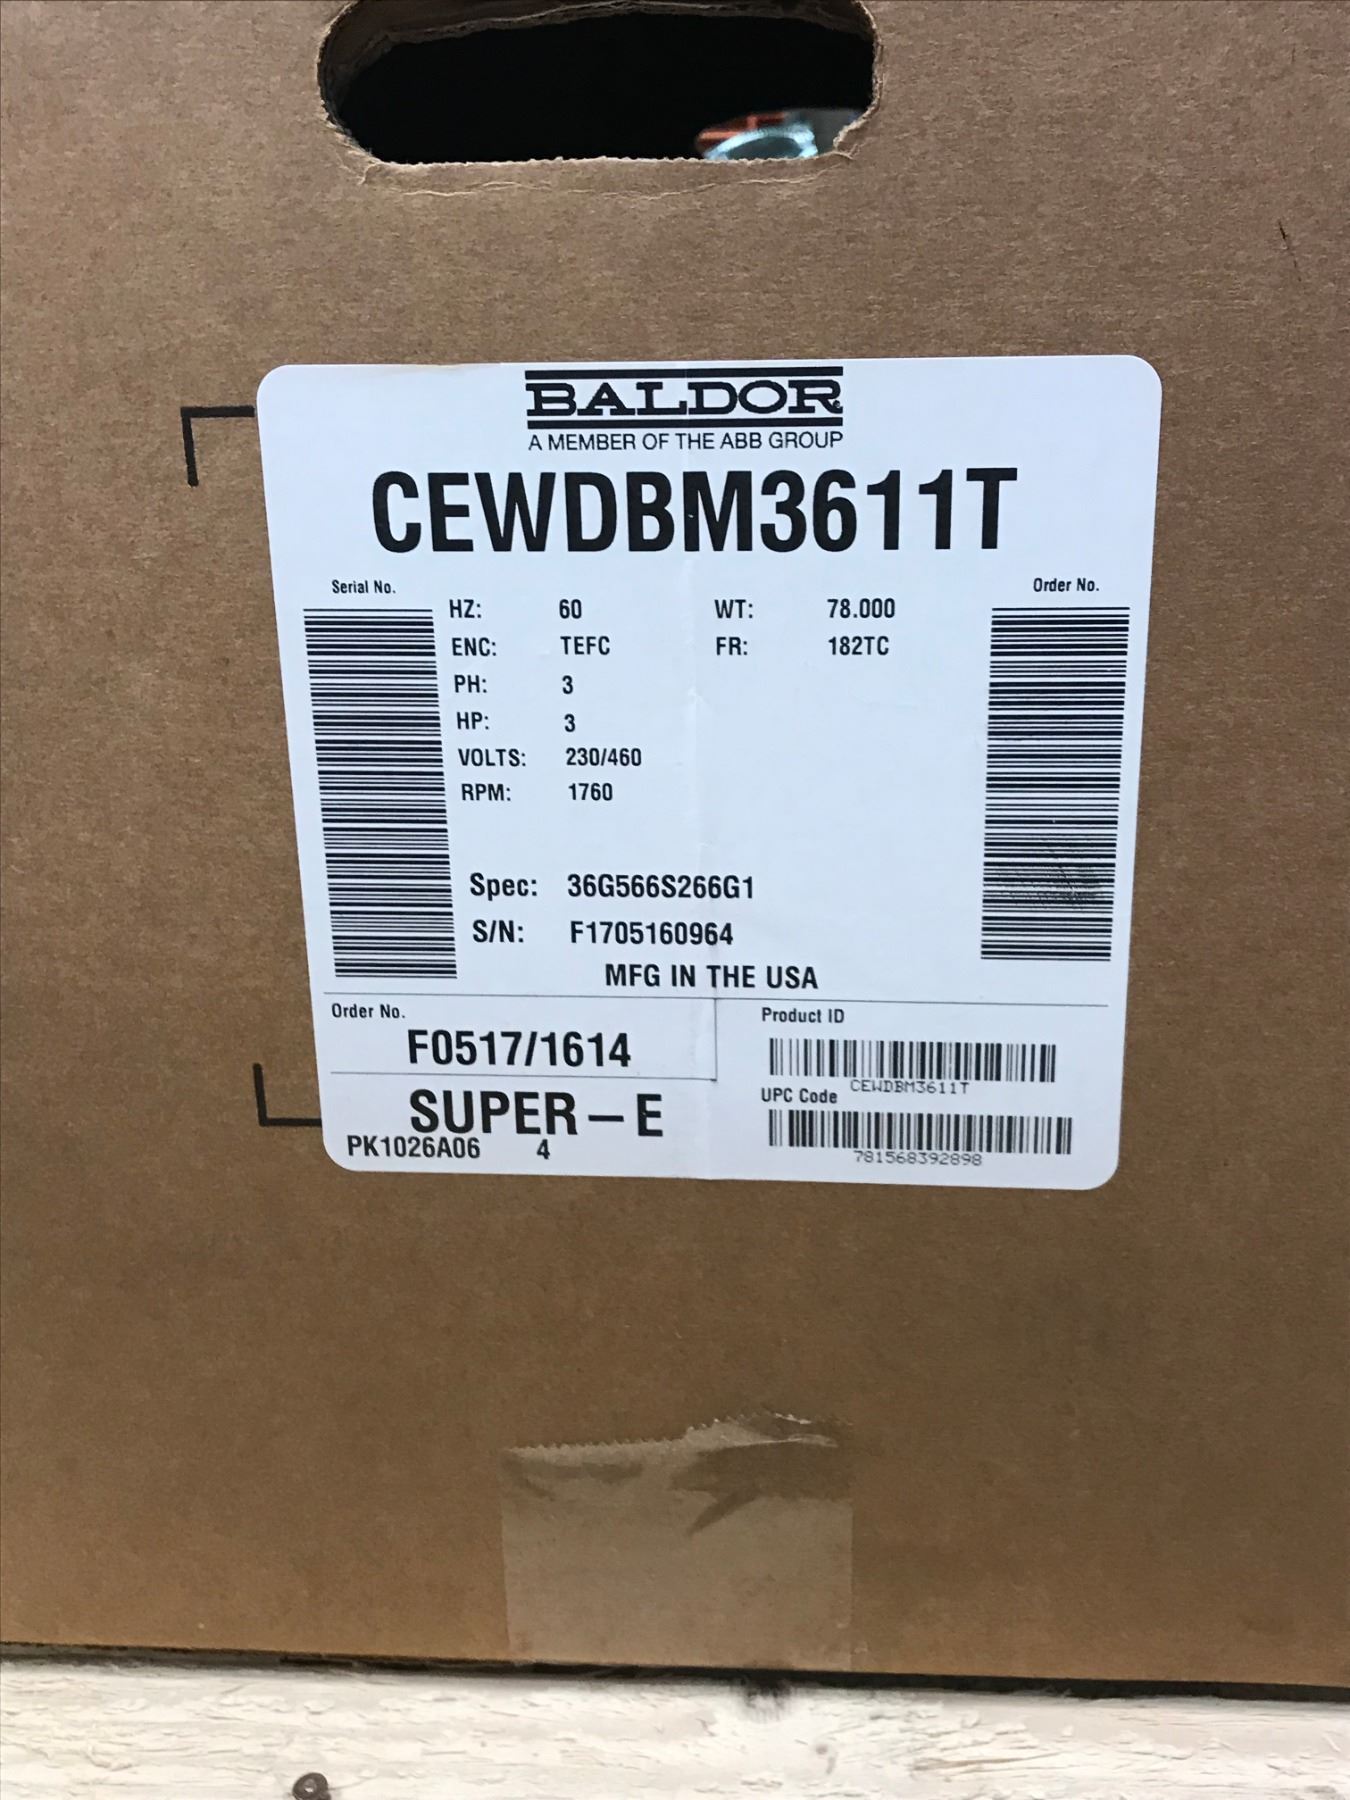 BALDOR
A MEMBER OF THE ABB GROUP
CEWDBM3611T
Serial No.
Order No.
HZ: 60 WT: 78.000
ENC: TEFC FR: 182TC
PH: 3
HP: 3
VOLTS: 230/460
RPM: 1760
Spec: 36G566S266G1
S/N: F1705160964
MFG IN THE USA
Order No.
F0517/1614
SUPER – E
PK1026A06 4
Product ID
CEWDBM3611T
UPC Code
781568392898